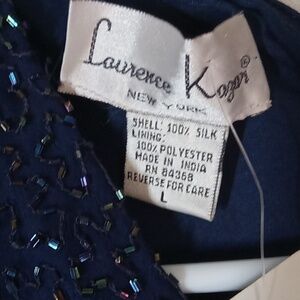 Laurence Kazar®
NEW YORK
SHELL: 100% SILK
LINING:
100% POLYESTER
MADE IN INDIA
RN 84368
REVERSE FOR CARE
L